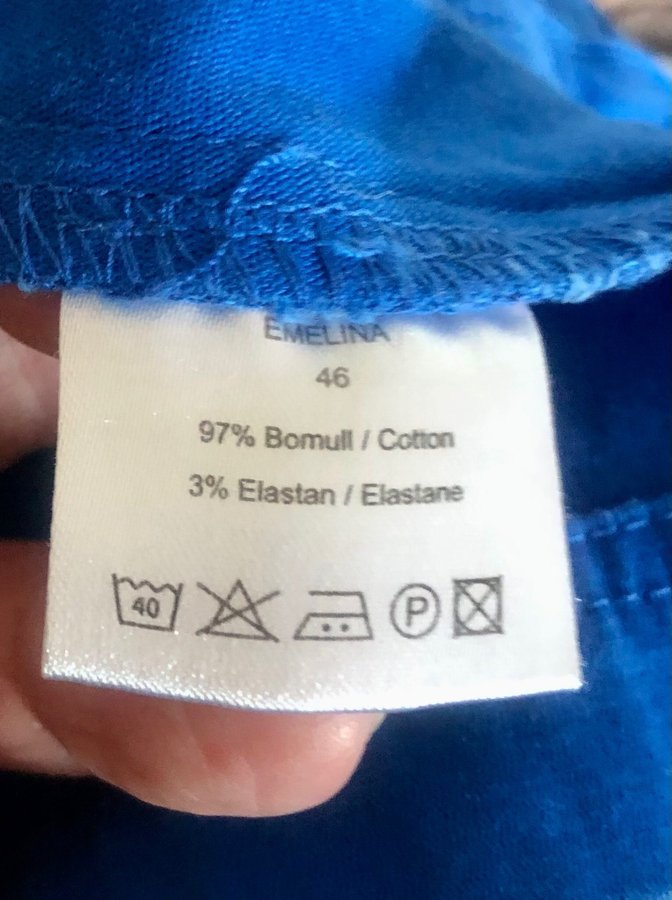 EMELINA
46
97% Bomull / Cotton
3% Elastan / Elastane
40 P